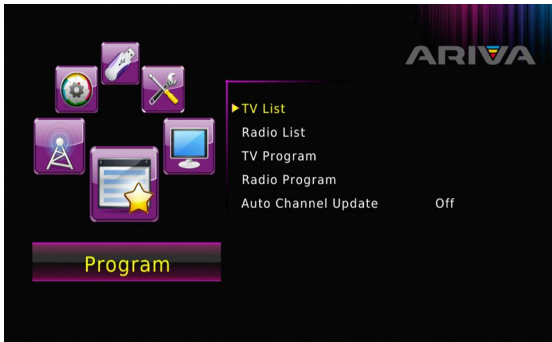 ARIVA
TV List
Radio List
TV Program
Radio Program
Auto Channel Update Off
Program